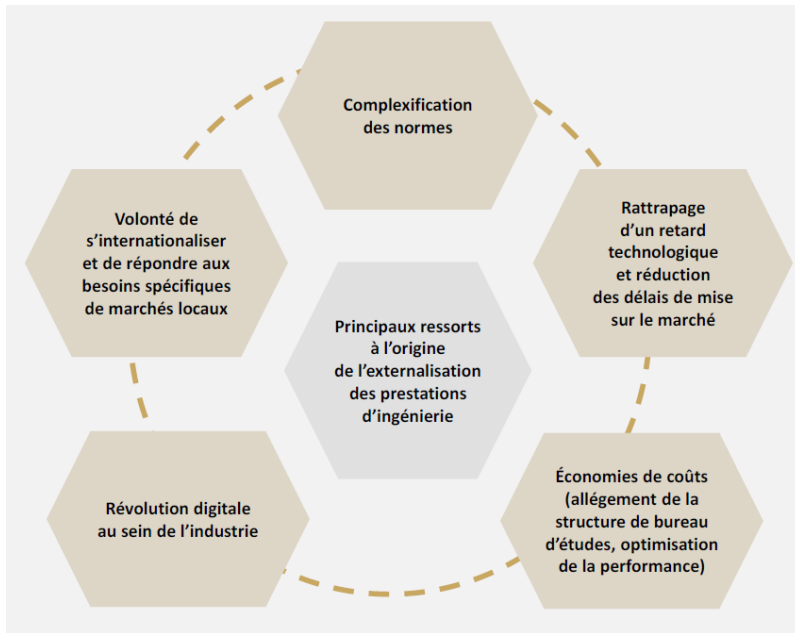 Complexification
des normes
Rattrapage
d'un retard
technologique
et réduction
des délais de mise
sur le marché
Économies de coûts
(allégement de la
structure de bureau
d'études, optimisation
de la performance)
Révolution digitale
au sein de l'industrie
Volonté de
s'internationaliser
et de répondre aux
besoins spécifiques
de marchés locaux
Principaux ressorts
à l'origine
de l'externalisation
des prestations
d'ingénierie